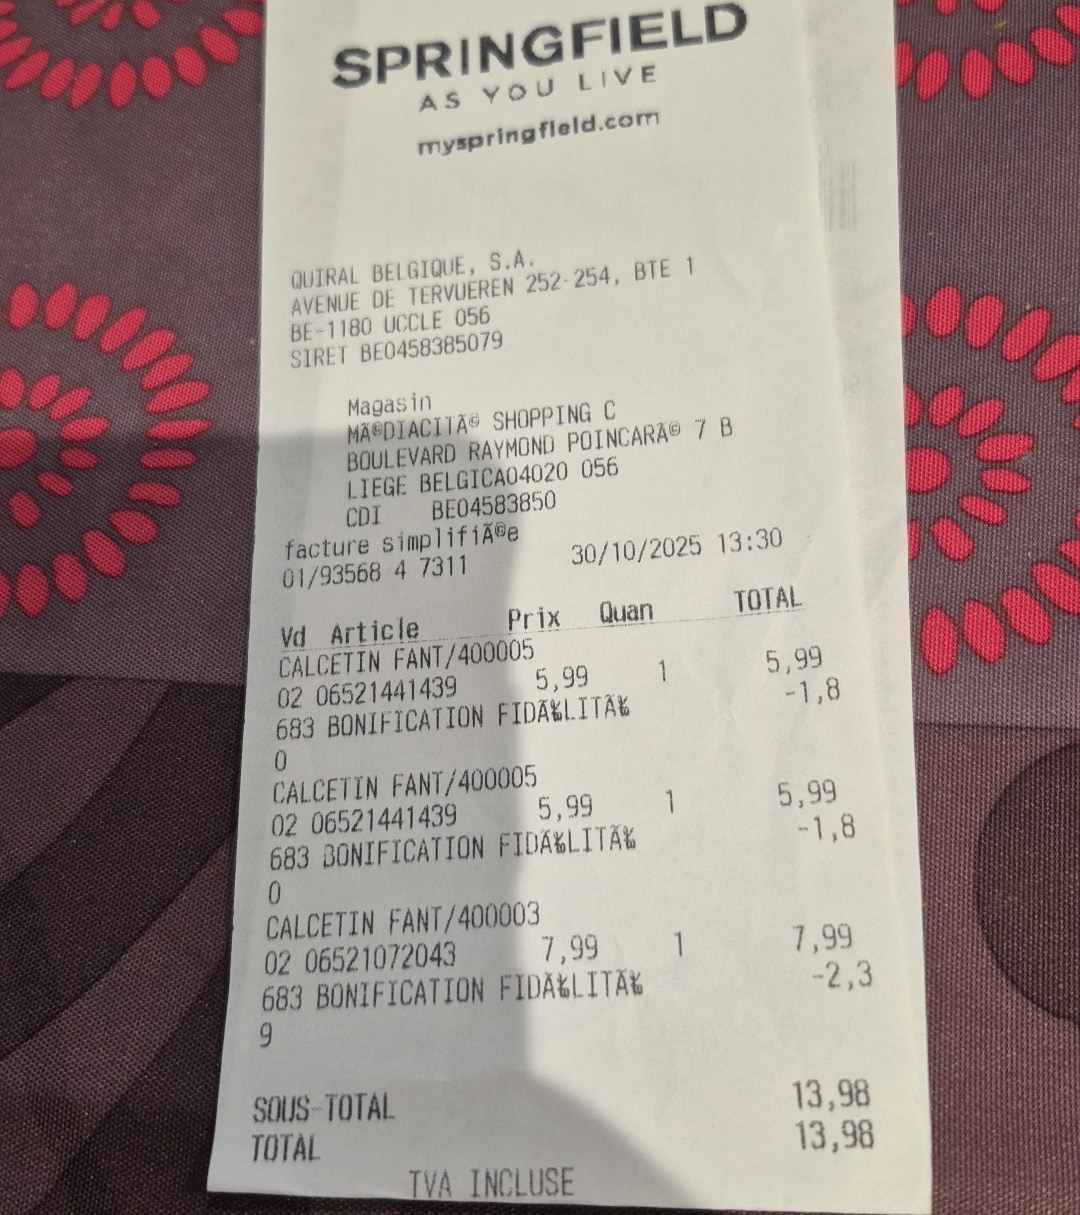 SPRINGFIELD
AS YOU LIVE
myspringfield.com
QUIRAL BELGIQUE, S.A.
AVENUE DE TERVUEREN 252-254, BTE 1
BE-1180 UCCLE 056
SIRET BE0458385079
Magasin
MÃ©DIACITÃ© SHOPPING C
BOULEVARD RAYMOND POINCARÃ© 7 B
LIEGE BELGICA04020 056
CDI BE04583850
facture simplifiÃ©e
01/93568 4 7311 30/10/2025 13:30
Vd Article Prix Quan TOTAL
CALCETIN FANT/400005
02 06521441439 5,99 1 5,99
683 BONIFICATION FIDÃ‰LITÃ‰ -1,8
0
CALCETIN FANT/400005
02 06521441439 5,99 1 5,99
683 BONIFICATION FIDÃ‰LITÃ‰ -1,8
0
CALCETIN FANT/400003
02 06521072043 7,99 1 7,99
683 BONIFICATION FIDÃ‰LITÃ‰ -2,3
9
SOUS-TOTAL 13,98
TOTAL 13,98
TVA INCLUSE